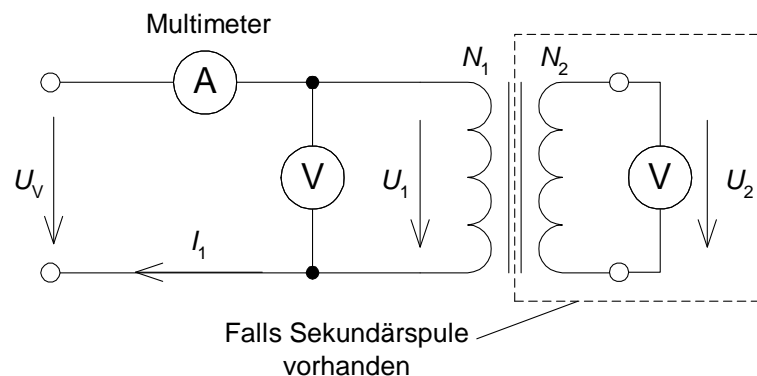 Multimeter
A
N1
N2
UV
V
U1
V
U2
I1
Falls Sekundärspule
vorhanden